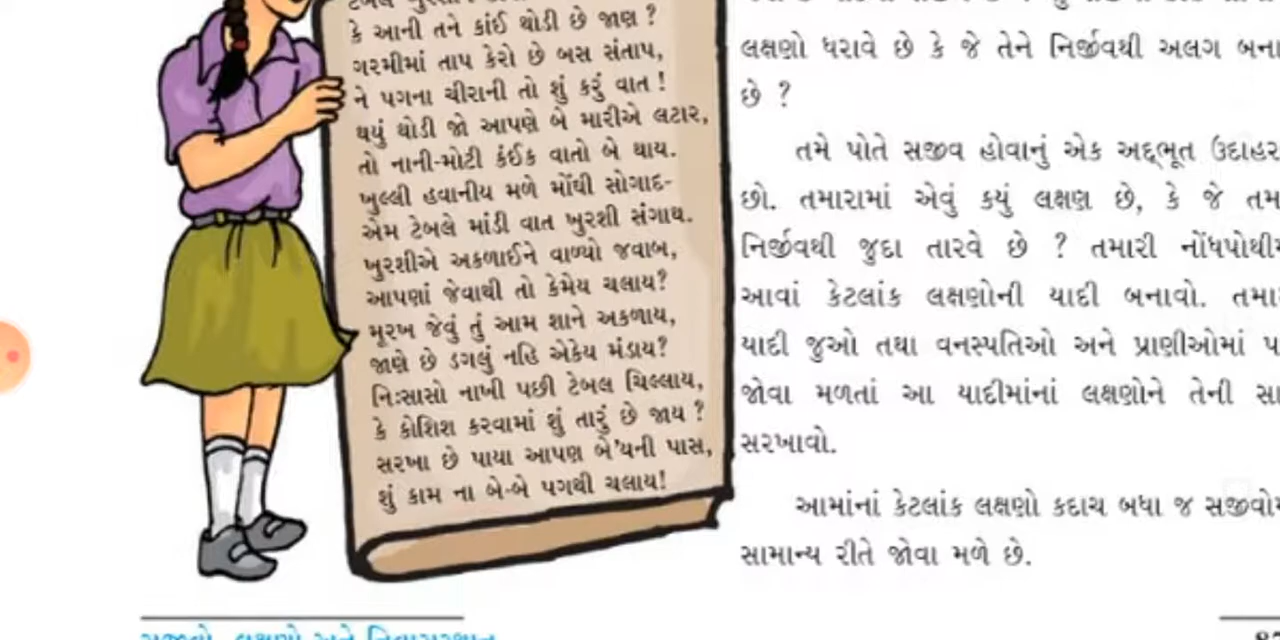 કે આની તને કાંઈ થોડી છે જાણ ?
ગરમીમાં તાપ કેરો છે બસ સંતાપ,
ને પગના ચીરાની તો શું કરું વાત !
થયું થોડી જો આપણે બે મારીએ લટાર,
તો નાની-મોટી કંઈક વાતો બે થાય.
ખુલ્લી હવાનીય મળે મોંઘી સોગાદ-
એમ ટેબલે માંડી વાત ખુરશી સંગાથ.
ખુરશીએ અકળાઈને વાળ્યો જવાબ,
આપણાં જેવાથી તો કેમેય ચલાય?
મૂરખ જેવું તું આમ શાને અકળાય,
જાણે છે ડગલું નહિ એકેય મંડાય?
નિઃસાસો નાખી પછી ટેબલ ચિલ્લાય,
કે કોશિશ કરવામાં શું તારું છે જાય ?
સરખા છે પાયા આપણ બે'યની પાસ,
શું કામ ના બે-બે પગથી ચલાય!
લક્ષણો ધરાવે છે કે જે તેને નિર્જીવથી અલગ બના
છે ?
તમે પોતે સજીવ હોવાનું એક અદ્દભૂત ઉદાહર
છો. તમારામાં એવું કયું લક્ષણ છે, કે જે તમ
નિર્જીવથી જુદા તારવે છે ? તમારી નોંધપોથીમ
આવાં કેટલાંક લક્ષણોની યાદી બનાવો. તમા
યાદી જુઓ તથા વનસ્પતિઓ અને પ્રાણીઓમાં પ
જોવા મળતાં આ યાદીમાંનાં લક્ષણોને તેની સા
સરખાવો.
આમાંનાં કેટલાંક લક્ષણો કદાચ બધા જ સજીવોમ
સામાન્ય રીતે જોવા મળે છે.